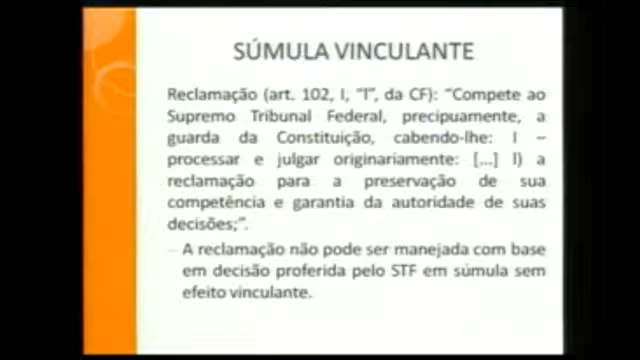 SÚMULA VINCULANTE
Reclamação (art. 102, I, "l", da CF): "Compete ao
Supremo Tribunal Federal, precipuamente, a
guarda da Constituição, cabendo-lhe: I –
processar e julgar originariamente: [...] l) a
reclamação para a preservação de sua
competência e garantia da autoridade de suas
decisões;".
– A reclamação não pode ser manejada com base
em decisão proferida pelo STF em súmula sem
efeito vinculante.